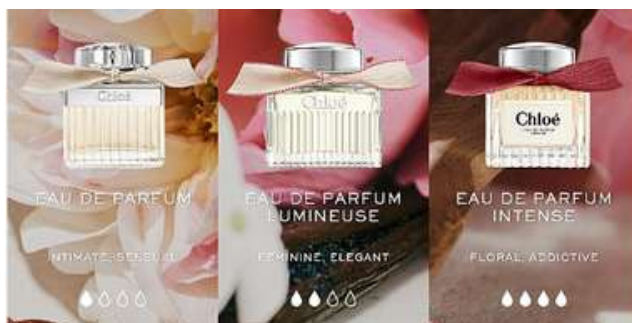 Chloé
EAU DE PARFUM
INTIMATE, SENSUAL
Chloé
EAU DE PARFUM
LUMINEUSE
FEMININE, ELEGANT
Chloé
EAU DE PARFUM
INTENSE
FLORAL, ADDICTIVE